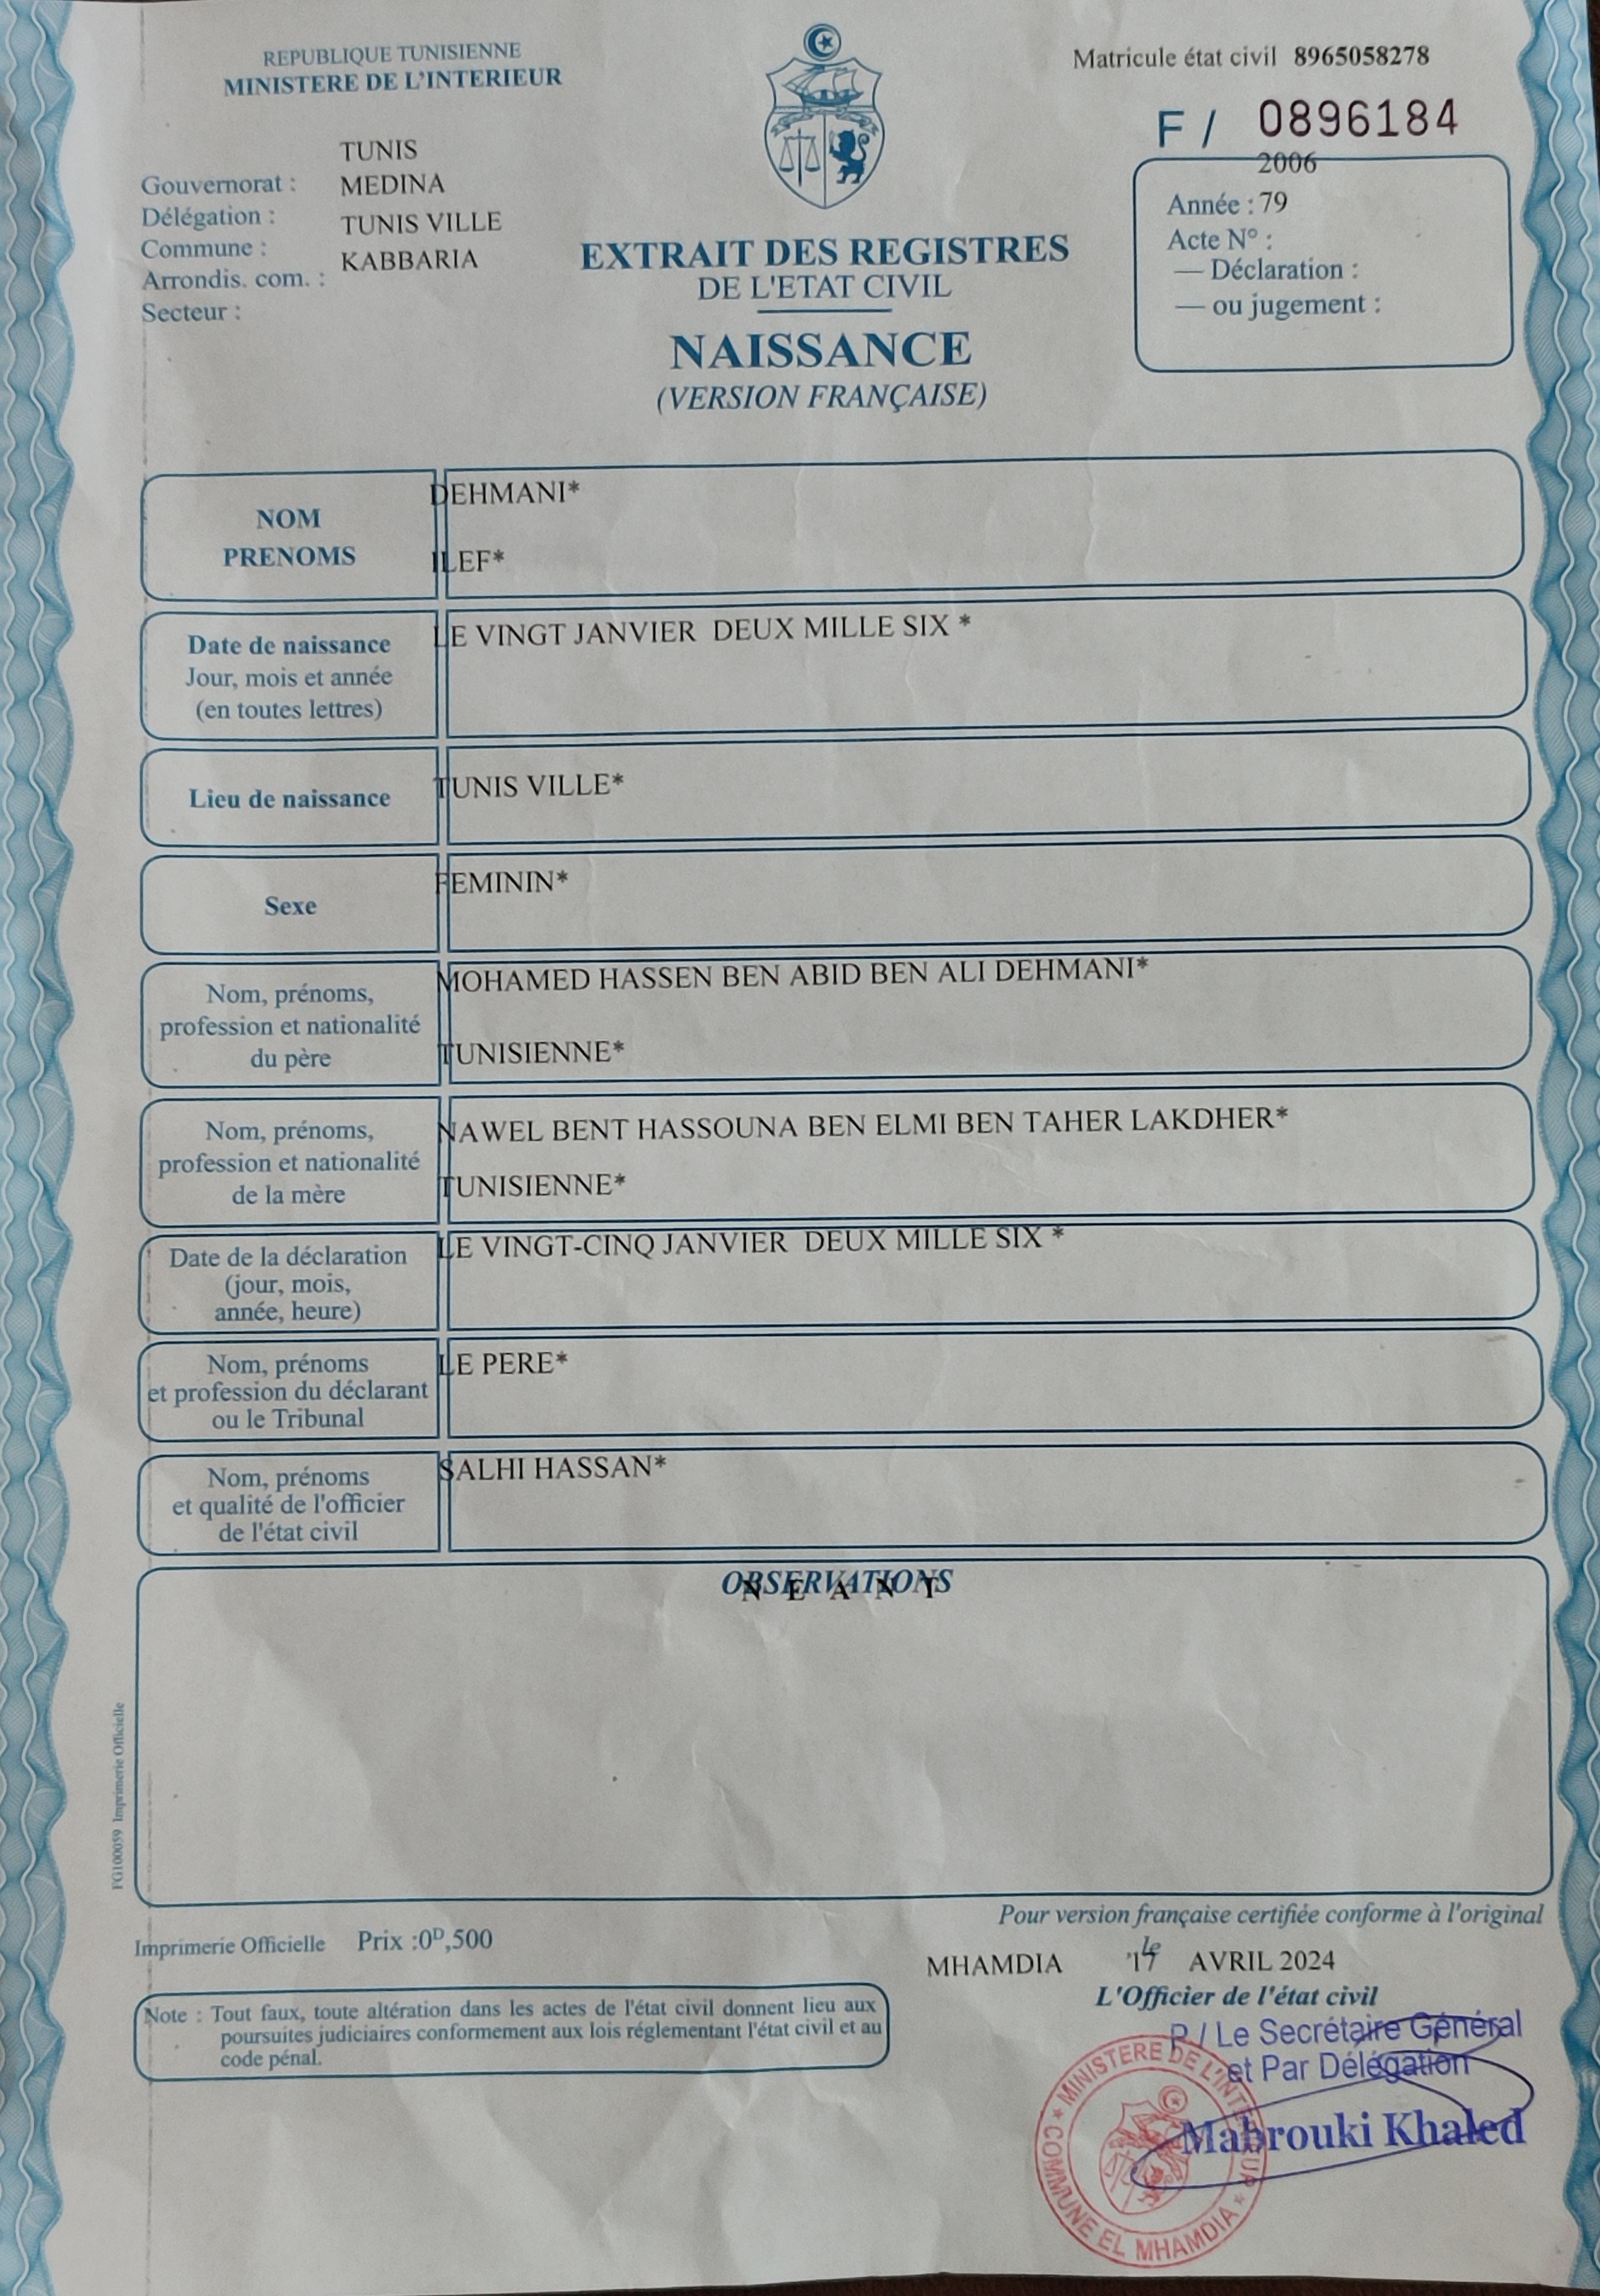 REPUBLIQUE TUNISIENNE
MINISTERE DE L'INTERIEUR
Matricule état civil 8965058278
F / 0896184
TUNIS
Gouvernorat : MEDINA
Délégation : TUNIS VILLE
Commune : KABBARIA
Arrondis. com. :
Secteur :
2006
Année : 79
Acte N° :
— Déclaration :
— ou jugement :
EXTRAIT DES REGISTRES
DE L'ETAT CIVIL
NAISSANCE
(VERSION FRANÇAISE)
NOM DEHMANI*
PRENOMS ILEF*
Date de naissance LE VINGT JANVIER DEUX MILLE SIX *
Jour, mois et année
(en toutes lettres)
Lieu de naissance TUNIS VILLE*
Sexe FEMININ*
Nom, prénoms, MOHAMED HASSEN BEN ABID BEN ALI DEHMANI*
profession et nationalité
du père TUNISIENNE*
Nom, prénoms, NAWEL BENT HASSOUNA BEN ELMI BEN TAHER LAKDHER*
profession et nationalité
de la mère TUNISIENNE*
Date de la déclaration LE VINGT-CINQ JANVIER DEUX MILLE SIX *
(jour, mois,
année, heure)
Nom, prénoms LE PERE*
et profession du déclarant
ou le Tribunal
Nom, prénoms SALHI HASSAN*
et qualité de l'officier
de l'état civil
OBSERVATIONS
N E A N T
FG100059 Imprimerie Officielle
Pour version française certifiée conforme à l'original
Imprimerie Officielle Prix :0ᴰ,500
MHAMDIA le 17 AVRIL 2024
L'Officier de l'état civil
Note : Tout faux, toute altération dans les actes de l'état civil donnent lieu aux
poursuites judiciaires conformement aux lois réglementant l'état civil et au
code pénal.
P / Le Secrétaire Général
et Par Délégation
Mabrouki Khaled
MINISTERE DE L'INTERIEUR
COMMUNE EL MHAMDIA